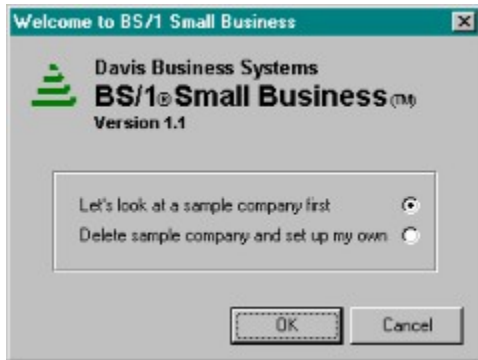 Welcome to BS/1 Small Business
Davis Business Systems
BS/1® Small Business (TM)
Version 1.1
Let's look at a sample company first
Delete sample company and set up my own
OK
Cancel